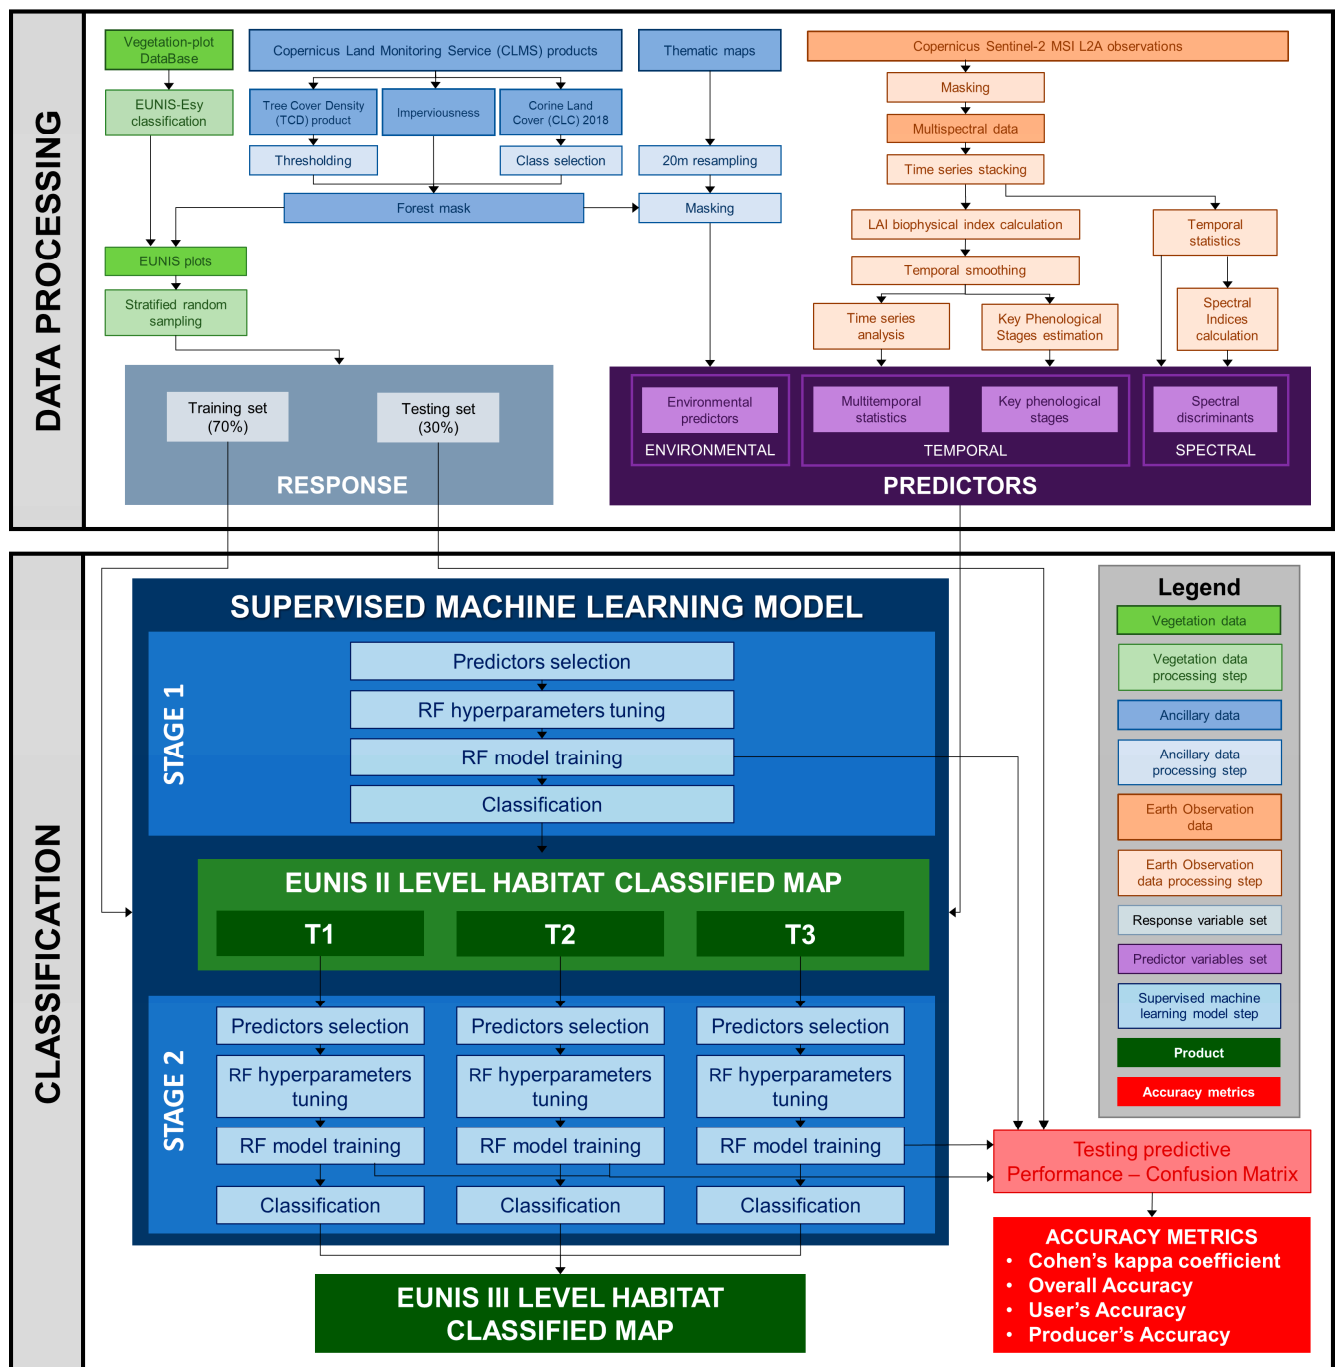 DATA PROCESSING
Vegetation-plot
DataBase
Copernicus Land Monitoring Service (CLMS) products
Thematic maps
Copernicus Sentinel-2 MSI L2A observations
EUNIS-Esy
classification
Tree Cover Density
(TCD) product
Imperviousness
Corine Land
Cover (CLC) 2018
Masking
Multispectral data
Thresholding
Class selection
20m resampling
Time series stacking
Forest mask
Masking
LAI biophysical index calculation
Temporal
statistics
EUNIS plots
Temporal smoothing
Stratified random
sampling
Time series
analysis
Key Phenological
Stages estimation
Spectral
Indices
calculation
Training set
(70%)
Testing set
(30%)
RESPONSE
Environmental
predictors
ENVIRONMENTAL
Multitemporal
statistics
Key phenological
stages
TEMPORAL
Spectral
discriminants
SPECTRAL
PREDICTORS
CLASSIFICATION
SUPERVISED MACHINE LEARNING MODEL
STAGE 1
Predictors selection
RF hyperparameters tuning
RF model training
Classification
EUNIS II LEVEL HABITAT CLASSIFIED MAP
T1
T2
T3
STAGE 2
Predictors selection
Predictors selection
Predictors selection
RF hyperparameters
tuning
RF hyperparameters
tuning
RF hyperparameters
tuning
RF model training
RF model training
RF model training
Classification
Classification
Classification
EUNIS III LEVEL HABITAT
CLASSIFIED MAP
Legend
Vegetation data
Vegetation data
processing step
Ancillary data
Ancillary data
processing step
Earth Observation
data
Earth Observation
data processing step
Response variable set
Predictor variables set
Supervised machine
learning model step
Product
Accuracy metrics
Testing predictive
Performance – Confusion Matrix
ACCURACY METRICS
• Cohen's kappa coefficient
• Overall Accuracy
• User's Accuracy
• Producer's Accuracy